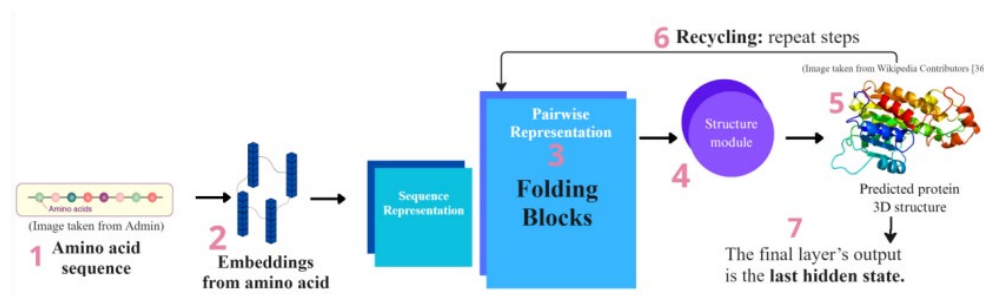 6 Recycling: repeat steps
(Image taken from Wikipedia Contributors [36
Pairwise
Representation
3
Folding
Blocks
Structure
module
4
5
Predicted protein
3D structure
Sequence
Representation
Amino acids
(Image taken from Admin)
1 Amino acid
sequence
2
Embeddings
from amino acid
7
The final layer's output
is the last hidden state.